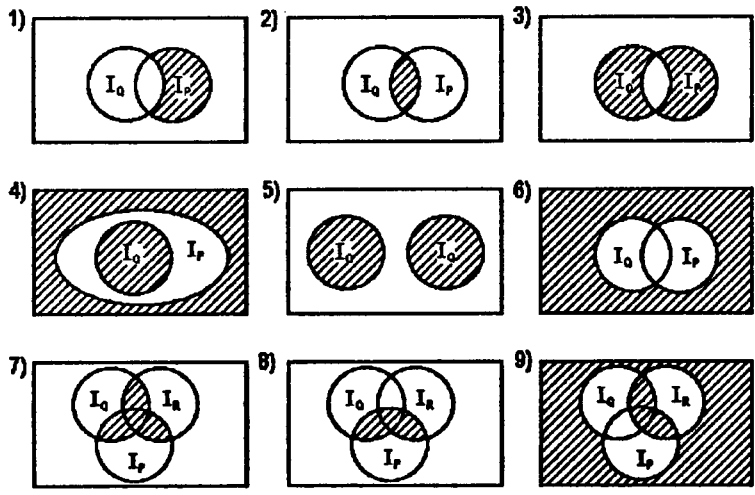 1) 2) 3)
I_Q I_P I_Q I_P I_Q I_P
4) 5) 6)
I_Q I_P I_Q I_Q I_Q I_P
7) 8) 9)
I_Q I_R I_Q I_R I_Q I_R
I_P I_P I_P